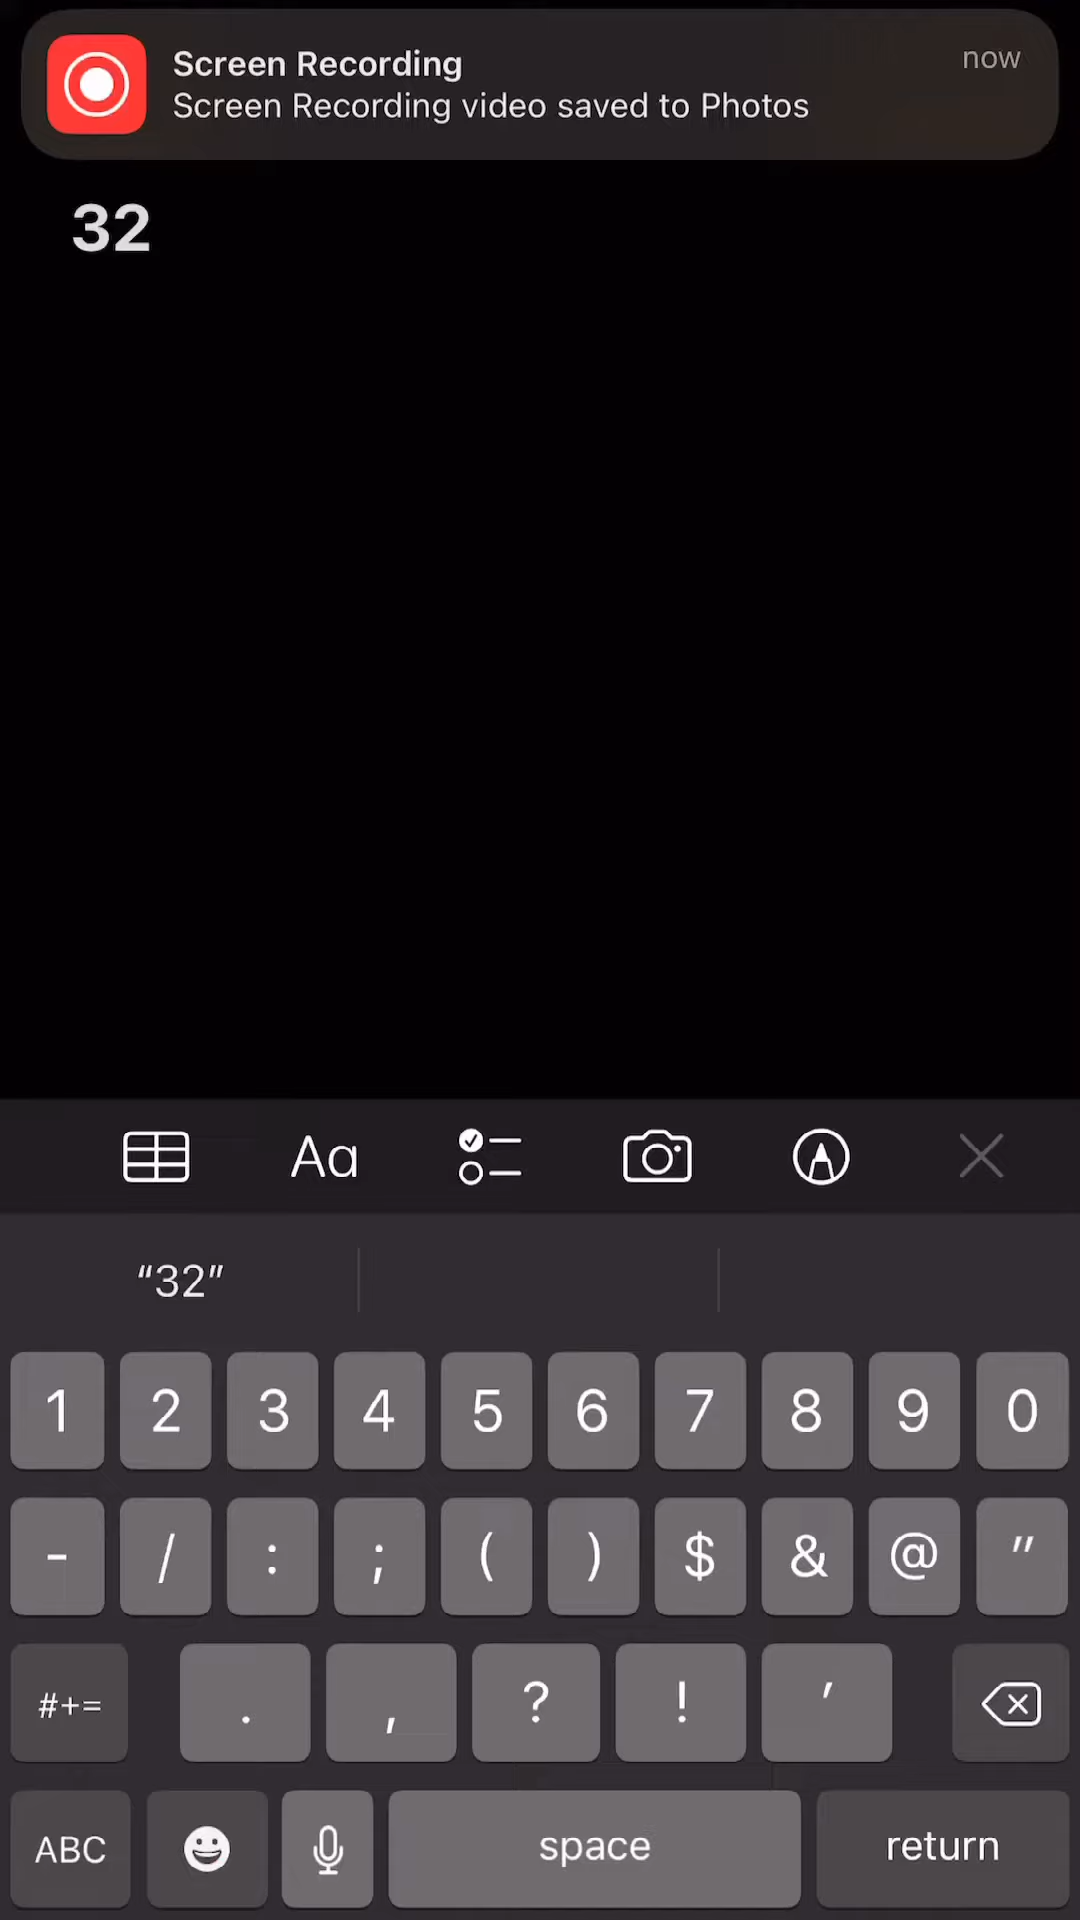 Screen Recording
now
Screen Recording video saved to Photos
32
Aa
“32”
1 2 3 4 5 6 7 8 9 0
- / : ; ( ) $ & @ "
#+= . , ? ! '
ABC space return